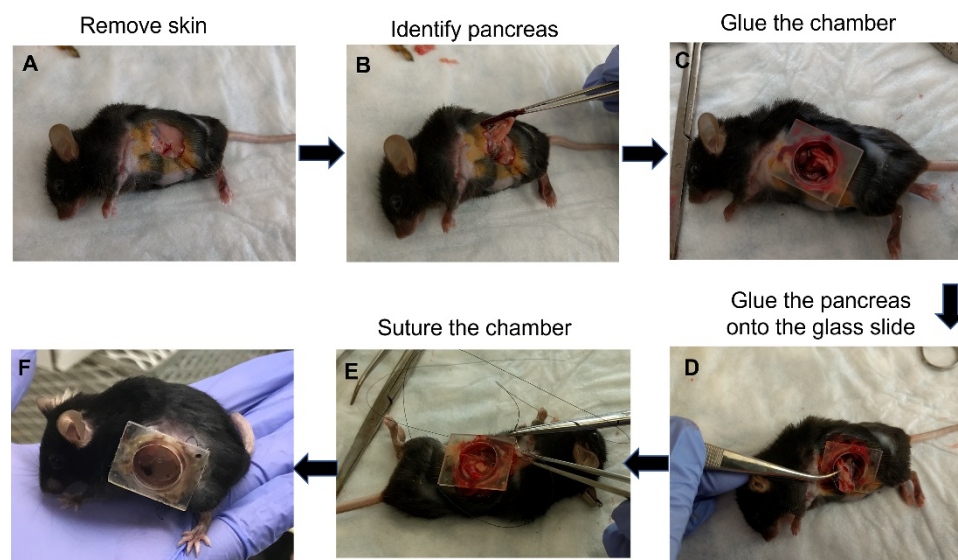 Remove skin
Identify pancreas
Glue the chamber
A
B
C
Glue the pancreas
onto the glass slide
Suture the chamber
F
E
D